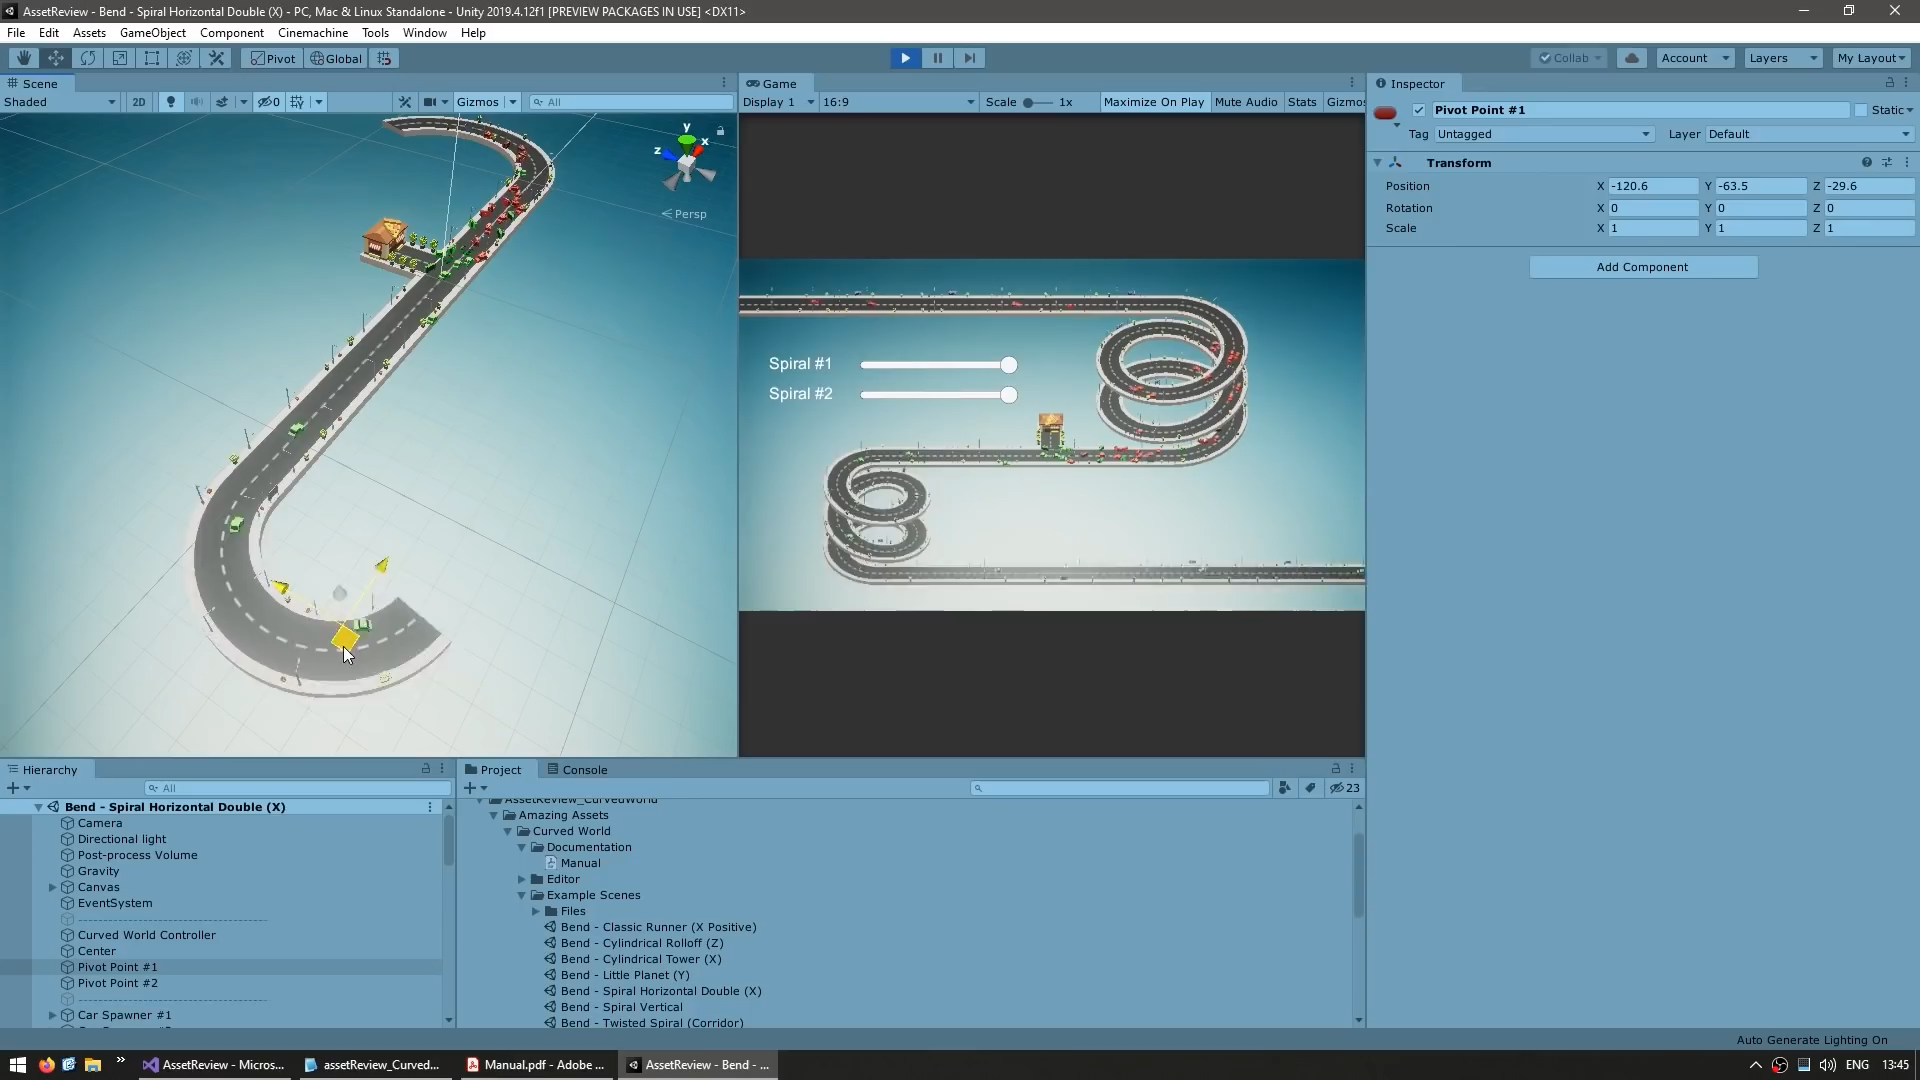 AssetReview - Bend - Spiral Horizontal Double (X) - PC, Mac & Linux Standalone - Unity 2019.4.12f1 [PREVIEW PACKAGES IN USE] <DX11>
File Edit Assets GameObject Component Cinemachine Tools Window Help
Pivot Global Collab Account Layers My Layout
Scene
Shaded 2D 0 Gizmos All
y
x
z
Persp
Game
Display 1 16:9 Scale 1x Maximize On Play Mute Audio Stats Gizmos
Spiral #1
Spiral #2
Inspector
Pivot Point #1 Static
Tag Untagged Layer Default
Transform
Position X -120.6 Y -63.5 Z -29.6
Rotation X 0 Y 0 Z 0
Scale X 1 Y 1 Z 1
Add Component
Hierarchy
All
Bend - Spiral Horizontal Double (X)
Camera
Directional light
Post-process Volume
Gravity
Canvas
EventSystem
Curved World Controller
Center
Pivot Point #1
Pivot Point #2
Car Spawner #1
Project Console
23
AssetReview_CurvedWorld
Amazing Assets
Curved World
Documentation
Manual
Editor
Example Scenes
Files
Bend - Classic Runner (X Positive)
Bend - Cylindrical Rolloff (Z)
Bend - Cylindrical Tower (X)
Bend - Little Planet (Y)
Bend - Spiral Horizontal Double (X)
Bend - Spiral Vertical
Bend - Twisted Spiral (Corridor)
Auto Generate Lighting On
AssetReview - Micros... assetReview_Curved... Manual.pdf - Adobe ... AssetReview - Bend - ... ENG 13:45